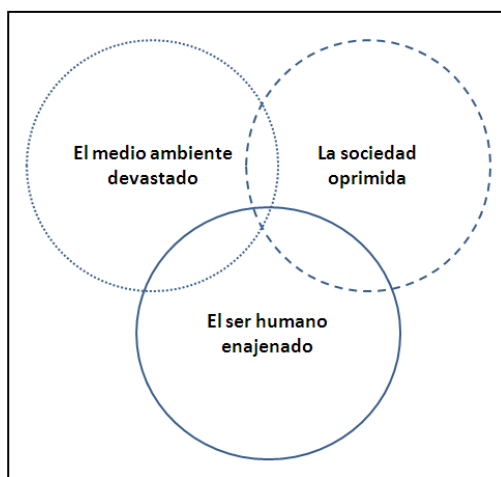 El medio ambiente
devastado
La sociedad
oprimida
El ser humano
enajenado